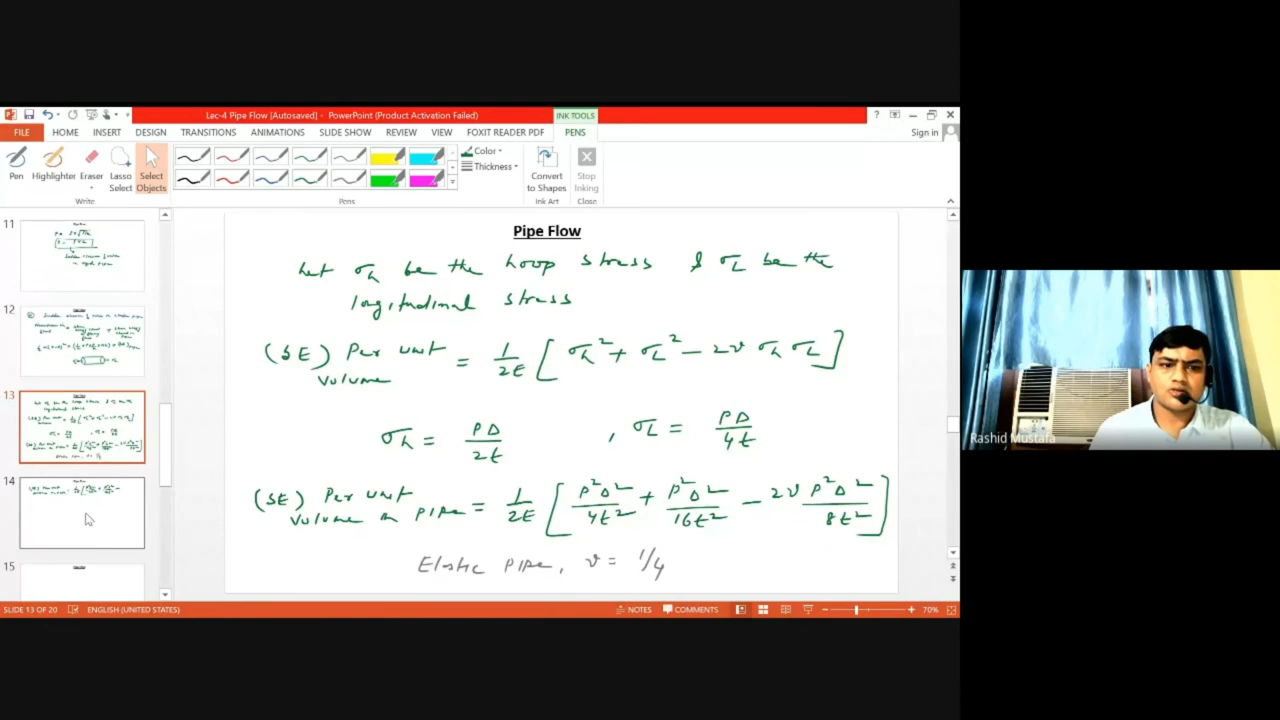 Lec-4 Pipe Flow [Autosaved] - PowerPoint (Product Activation Failed)
INK TOOLS
FILE HOME INSERT DESIGN TRANSITIONS ANIMATIONS SLIDE SHOW REVIEW VIEW FOXIT READER PDF PENS
Sign in
Pen Highlighter Eraser Lasso Select Select Objects
Color
Thickness
Convert to Shapes
Stop Inking
Write Pens Ink Art Close
11
12
13
14
15
Pipe Flow
Let σh be the hoop stress & σL be the
longitudinal stress
(SE) Per unit volume = 1/2E [σh² + σL² - 2ν σh σL]
σh = PD/2t , σL = PD/4t
(SE) Per unit volume in pipe = 1/2E [P²D²/4t² + P²D²/16t² - 2ν P²D²/8t²]
Elastic pipe, ν = 1/4
Rashid Mustafa
SLIDE 13 OF 20 ENGLISH (UNITED STATES) NOTES COMMENTS 70%